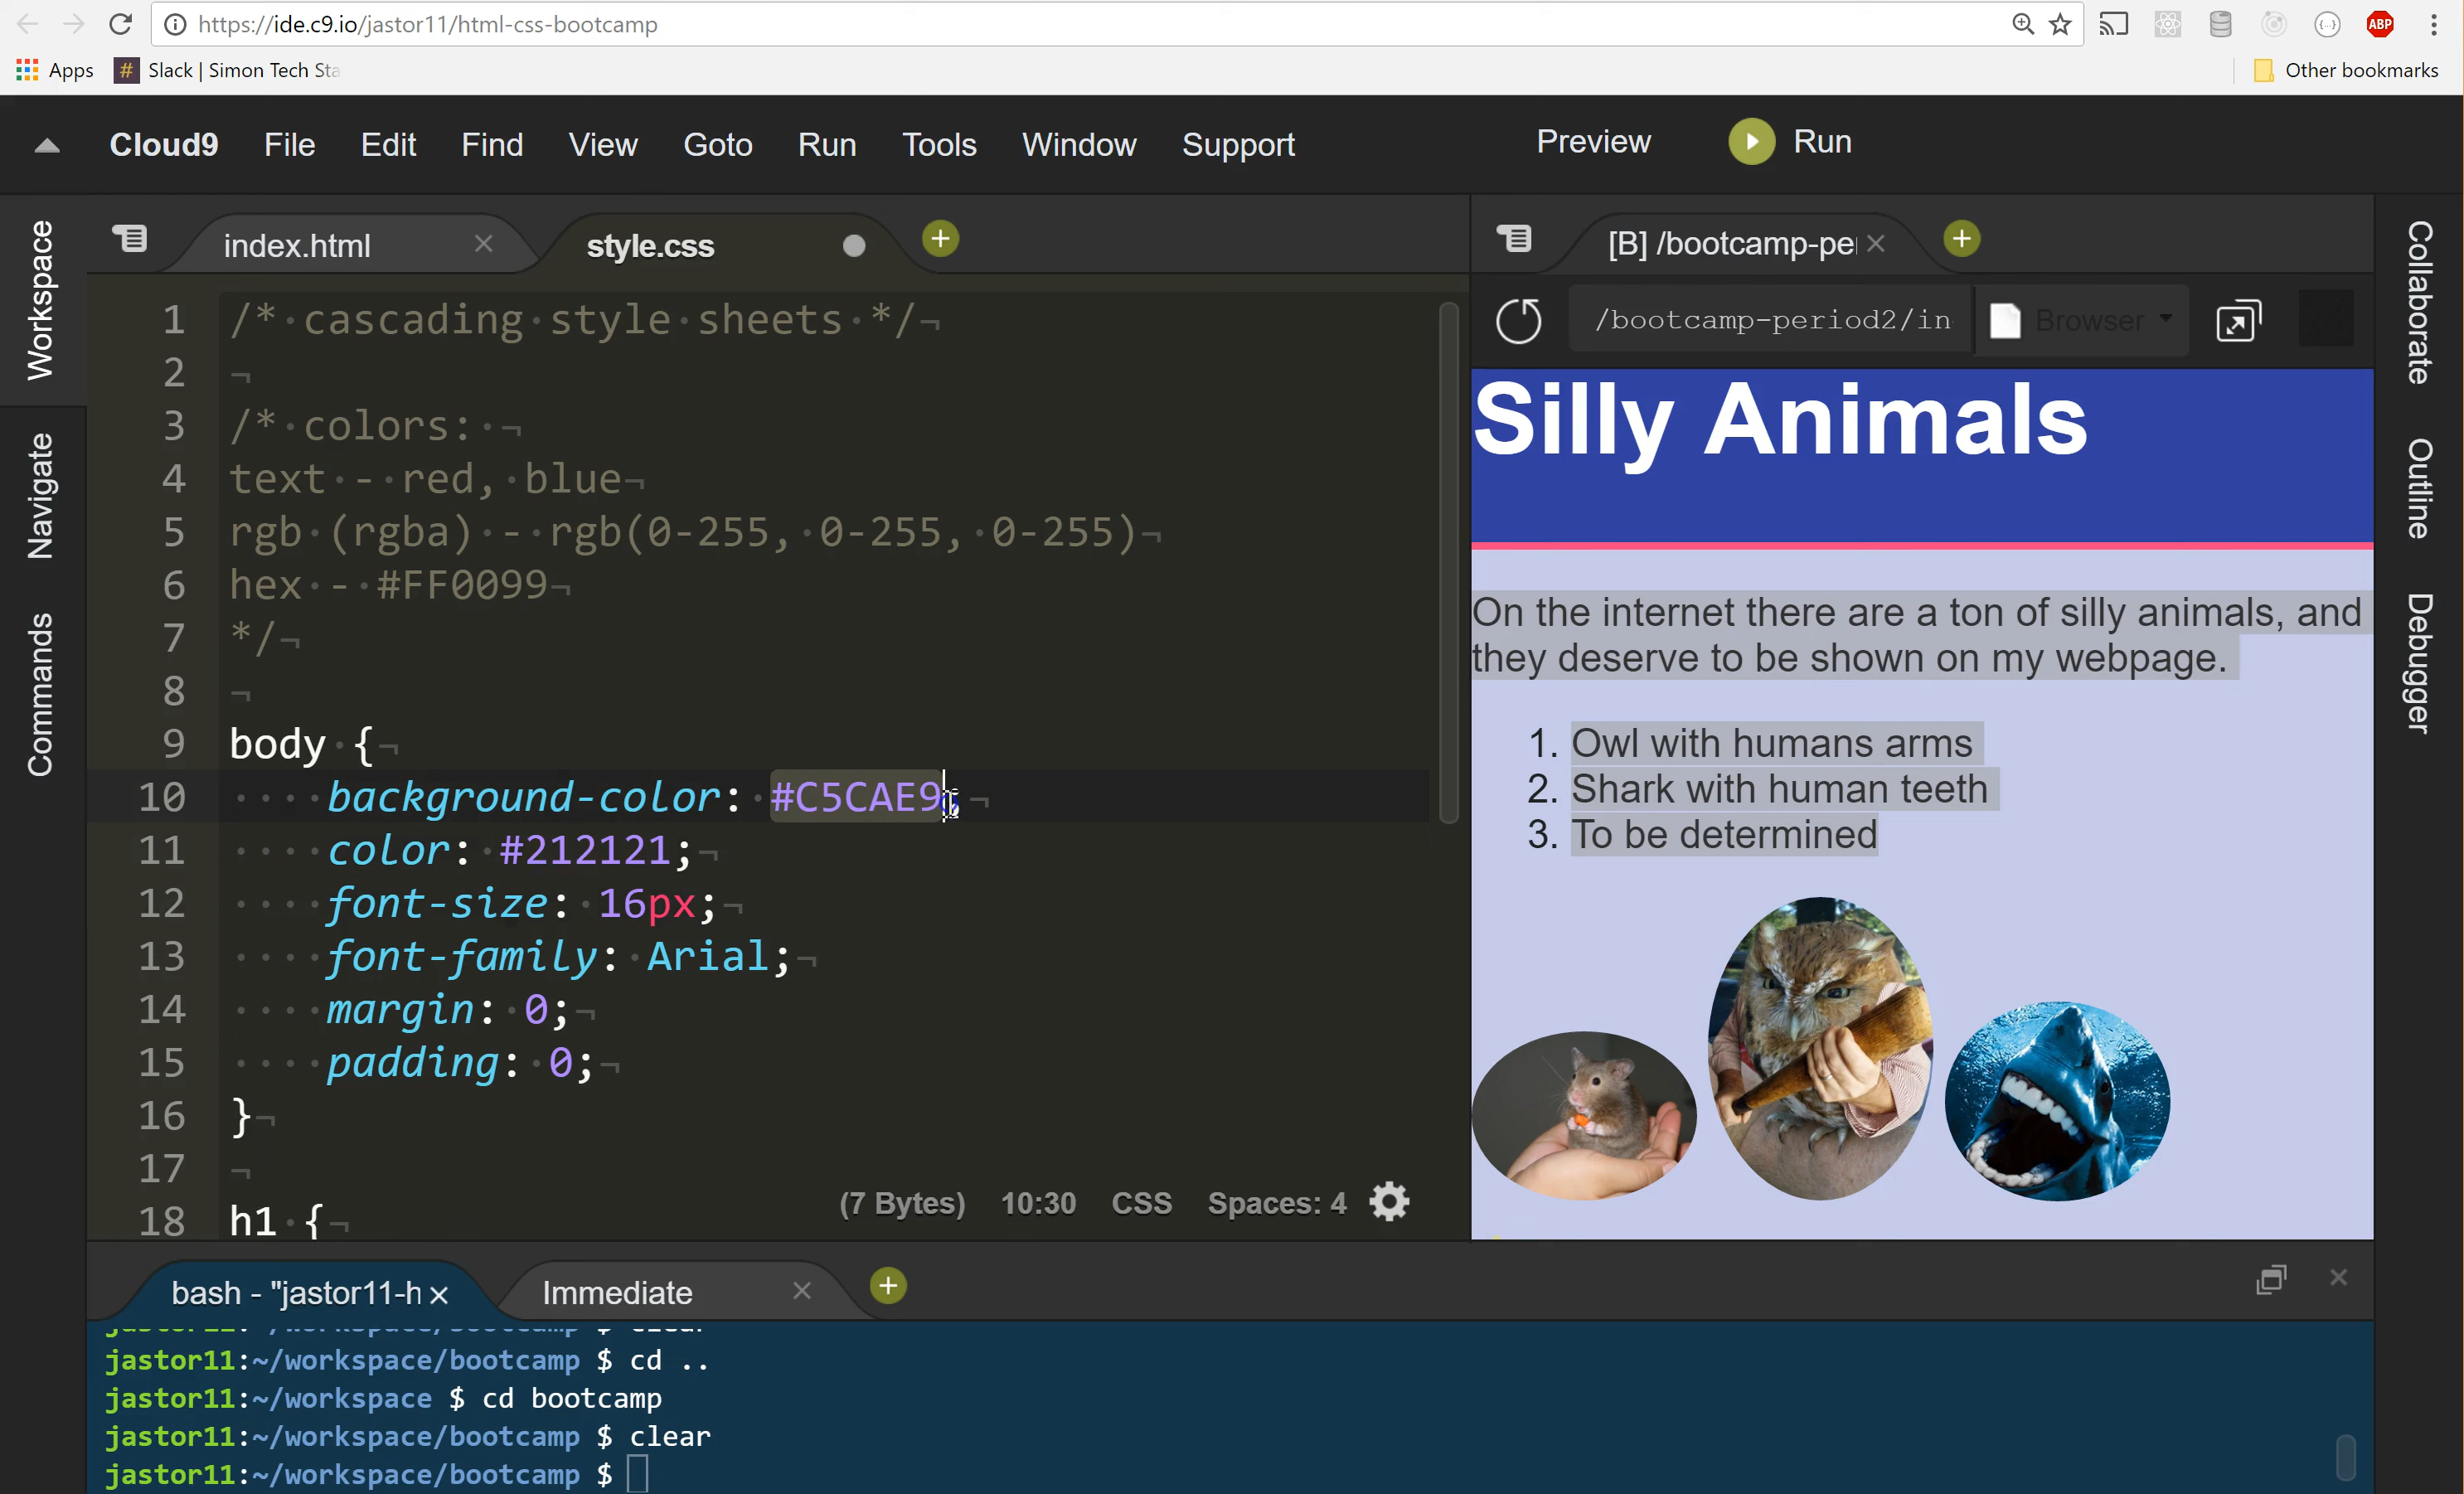 https://ide.c9.io/jastor11/html-css-bootcamp
ABP
Apps
# Slack | Simon Tech Sta
Other bookmarks
Cloud9 File Edit Find View Goto Run Tools Window Support Preview Run
Workspace
Navigate
Commands
index.html
style.css
1 /* cascading style sheets */
2
3 /* colors:
4 text - red, blue
5 rgb (rgba) - rgb(0-255, 0-255, 0-255)
6 hex - #FF0099
7 */
8
9 body {
10 background-color: #C5CAE9;
11 color: #212121;
12 font-size: 16px;
13 font-family: Arial;
14 margin: 0;
15 padding: 0;
16 }
17
18 h1 {
(7 Bytes) 10:30 CSS Spaces: 4
[B] /bootcamp-per
/bootcamp-period2/in
Browser
Silly Animals
On the internet there are a ton of silly animals, and
they deserve to be shown on my webpage.
1. Owl with humans arms
2. Shark with human teeth
3. To be determined
Collaborate
Outline
Debugger
bash - "jastor11-h
Immediate
jastor11:~/workspace/bootcamp $ clear
jastor11:~/workspace/bootcamp $ cd ..
jastor11:~/workspace $ cd bootcamp
jastor11:~/workspace/bootcamp $ clear
jastor11:~/workspace/bootcamp $